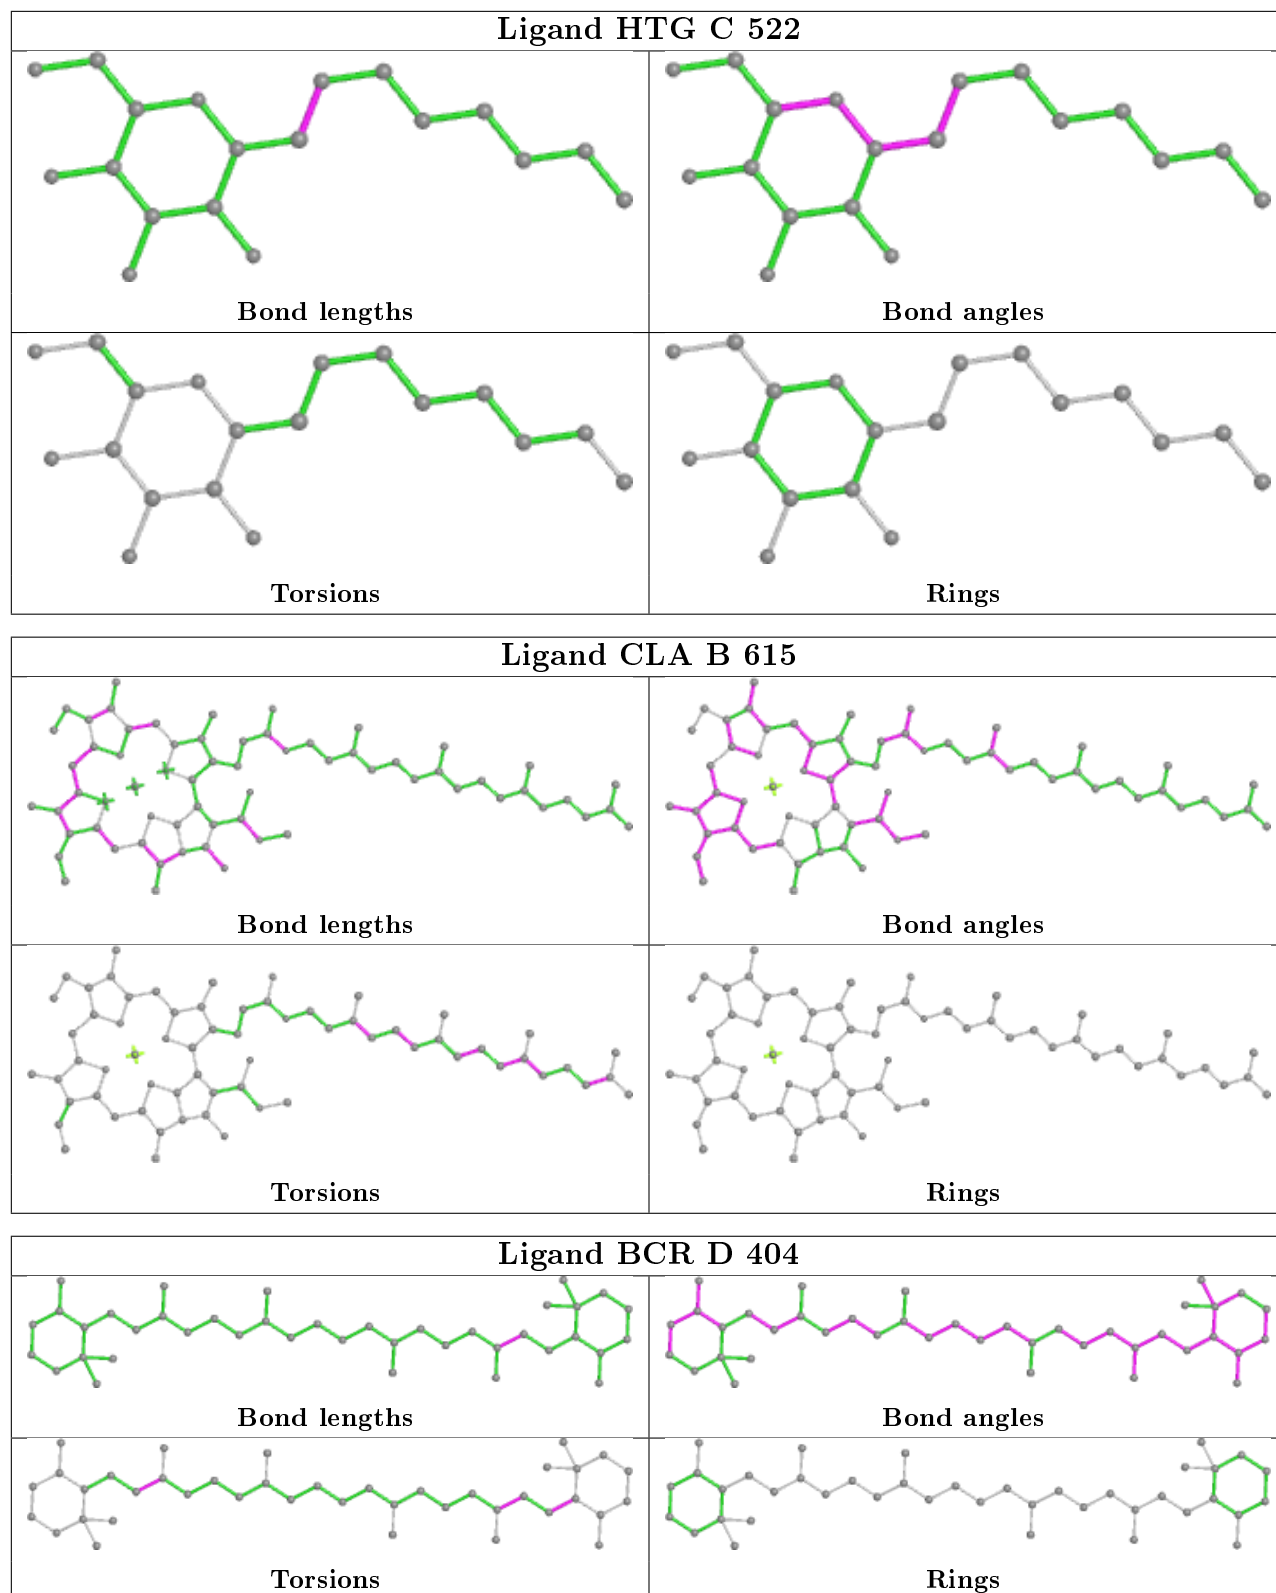 Ligand HTG C 522
Bond lengths
Bond angles
Torsions
Rings
Ligand CLA B 615
Bond lengths
Bond angles
Torsions
Rings
Ligand BCR D 404
Bond lengths
Bond angles
Torsions
Rings